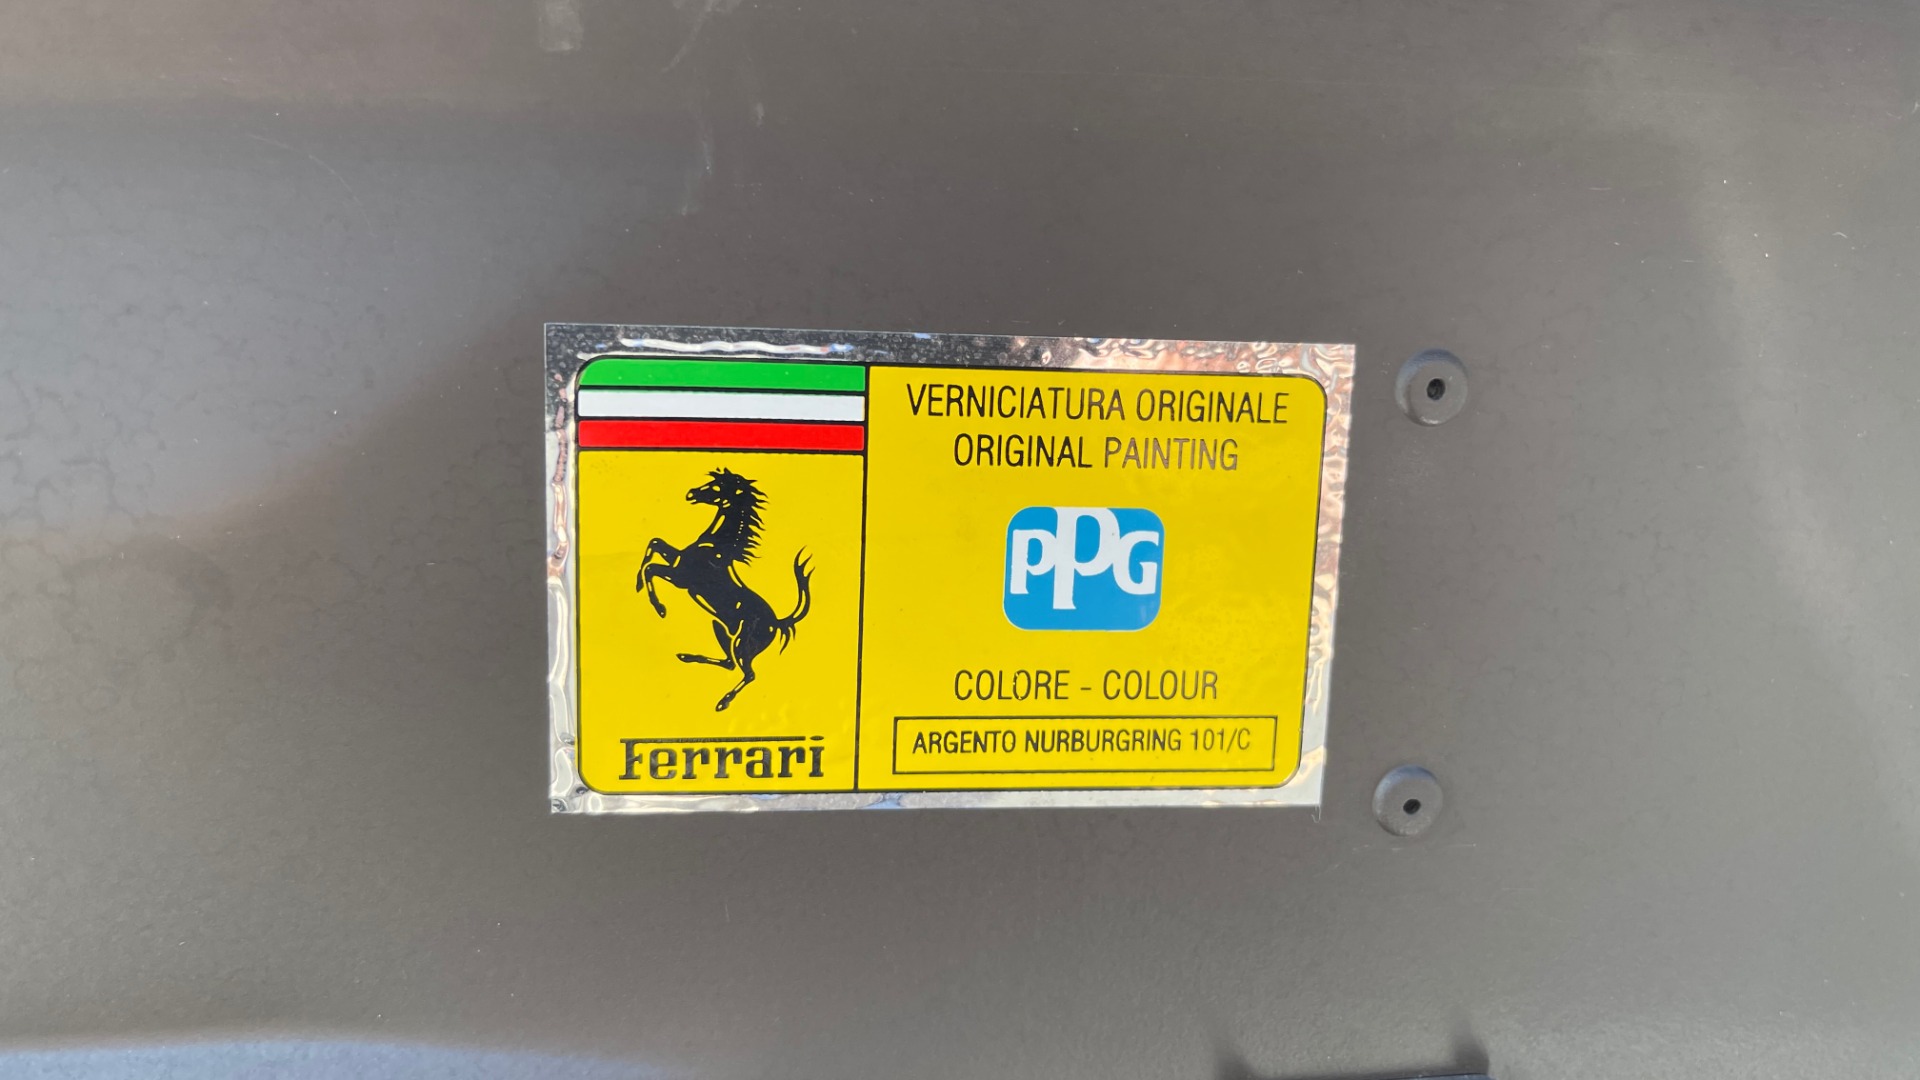 VERNICIATURA ORIGINALE
ORIGINAL PAINTING
PPG
COLORE - COLOUR
ARGENTO NURBURGRING 101/C
Ferrari